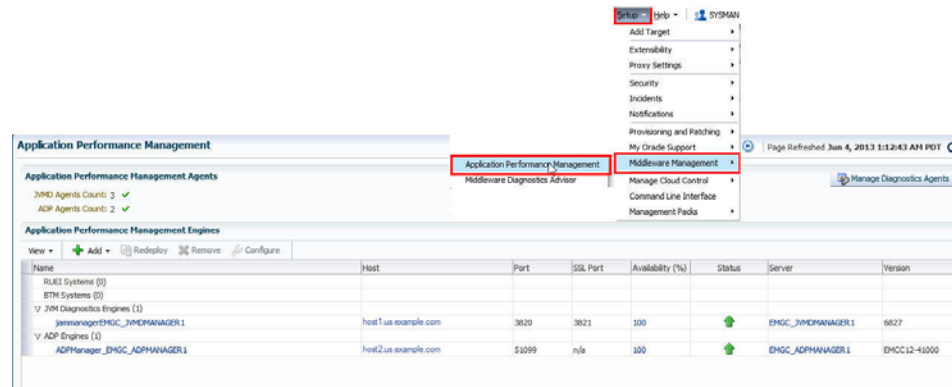 Setup Help SYSMAN
Add Target
Extensibility
Proxy Settings
Security
Incidents
Notifications
Provisioning and Patching
My Oracle Support
Middleware Management
Manage Cloud Control
Command Line Interface
Management Packs
Application Performance Management
Middleware Diagnostics Advisor
Application Performance Management
Page Refreshed Jun 4, 2013 1:12:43 AM PDT
Application Performance Management Agents
Manage Diagnostics Agents
JVMD Agents Count: 3
ADP Agents Count: 2
Application Performance Management Engines
View Add Redeploy Remove Configure
Name Host Port SSL Port Availability (%) Status Server Version
RUEI Systems (0)
BTM Systems (0)
JVM Diagnostics Engines (1)
jammanagerEMGC_JVMDMANAGER1 host1.us.example.com 3820 3821 100 EMGC_JVMDMANAGER1 6827
ADP Engines (1)
ADPManager_EMGC_ADPMANAGER1 host2.us.example.com 51099 n/a 100 EMGC_ADPMANAGER1 EMCC12-41000